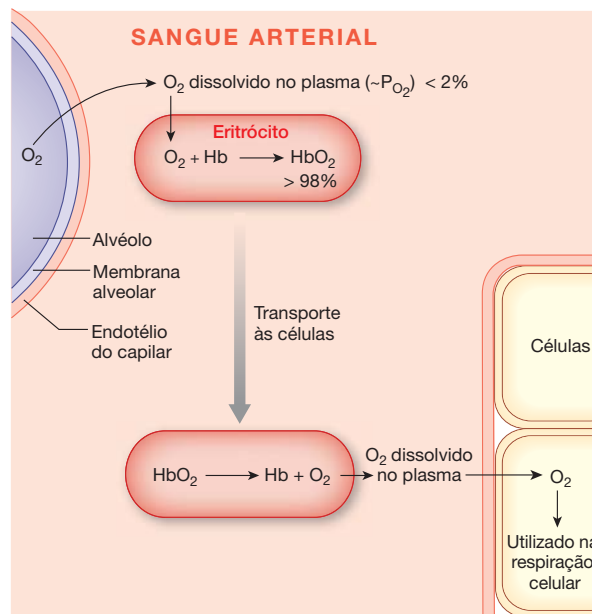 SANGUE ARTERIAL
O₂ dissolvido no plasma (~P_O₂) < 2%
Eritrócito
O₂
O₂ + Hb → HbO₂
> 98%
Alvéolo
Membrana
alveolar
Endotélio
do capilar
Transporte
às células
Células
O₂ dissolvido
no plasma
HbO₂ → Hb + O₂
O₂
Utilizado na
respiração
celular